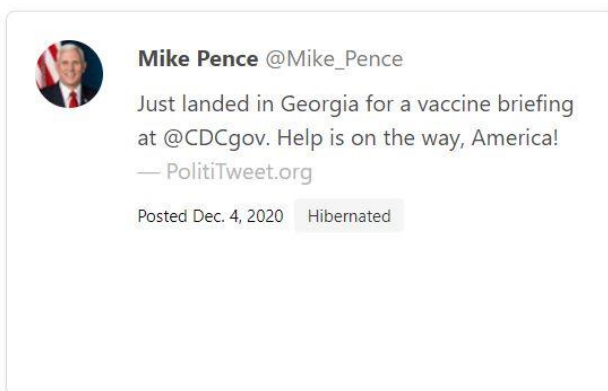 Mike Pence @Mike_Pence
Just landed in Georgia for a vaccine briefing
at @CDCgov. Help is on the way, America!
— PolitiTweet.org
Posted Dec. 4, 2020 Hibernated